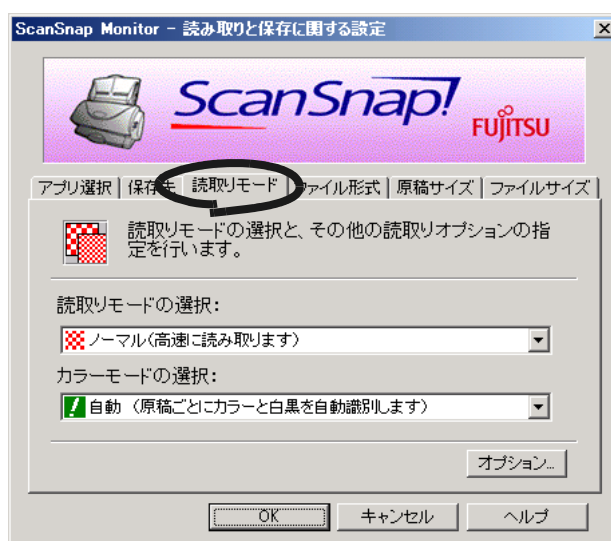 ScanSnap Monitor - 読み取りと保存に関する設定
ScanSnap!
FUJITSU
アプリ選択 保存先 読取りモード ファイル形式 原稿サイズ ファイルサイズ
読取りモードの選択と、その他の読取りオプションの指
定を行います。
読取りモードの選択:
ノーマル(高速に読み取ります)
カラーモードの選択:
自動 (原稿ごとにカラーと白黒を自動識別します)
オプション...
OK キャンセル ヘルプ